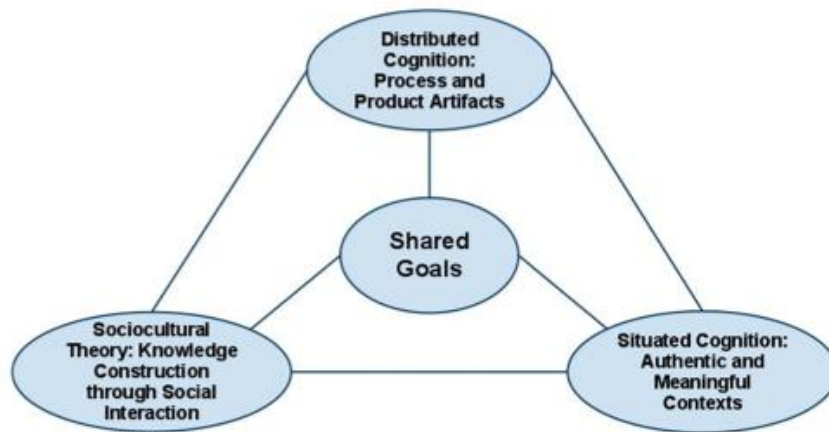 Distributed
Cognition:
Process and
Product Artifacts
Shared
Goals
Sociocultural
Theory: Knowledge
Construction
through Social
Interaction
Situated Cognition:
Authentic and
Meaningful
Contexts